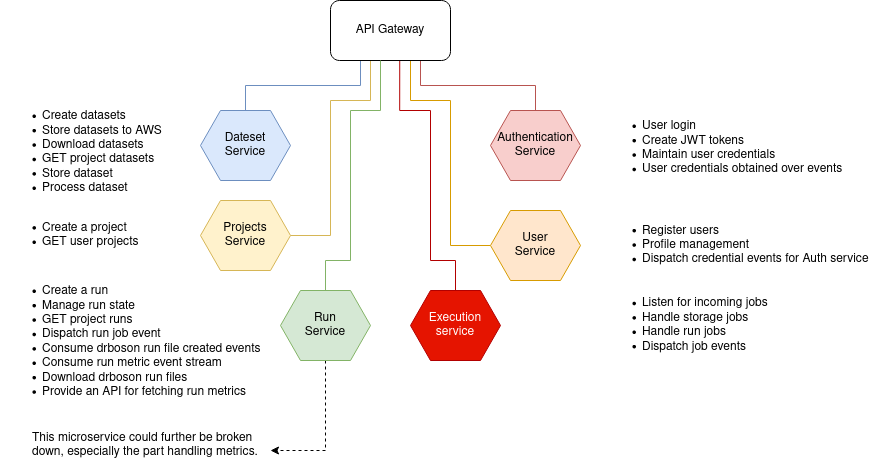 API Gateway
Dateset
Service
• Create datasets
• Store datasets to AWS
• Download datasets
• GET project datasets
• Store dataset
• Process dataset
Authentication
Service
• User login
• Create JWT tokens
• Maintain user credentials
• User credentials obtained over events
Projects
Service
• Create a project
• GET user projects
User
Service
• Register users
• Profile management
• Dispatch credential events for Auth service
Run
Service
• Create a run
• Manage run state
• GET project runs
• Dispatch run job event
• Consume drboson run file created events
• Consume run metric event stream
• Download drboson run files
• Provide an API for fetching run metrics
Execution
service
• Listen for incoming jobs
• Handle storage jobs
• Handle run jobs
• Dispatch job events
This microservice could further be broken
down, especially the part handling metrics.